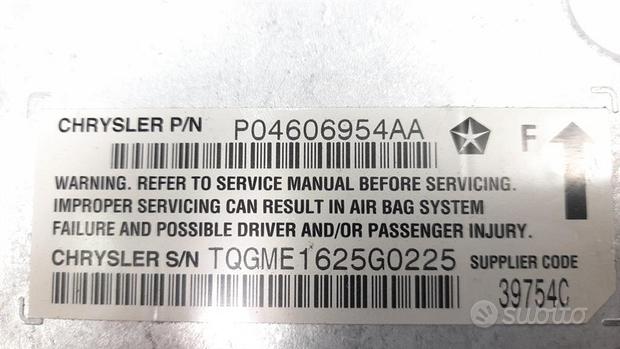 CHRYSLER P/N P04606954AA F
WARNING. REFER TO SERVICE MANUAL BEFORE SERVICING.
IMPROPER SERVICING CAN RESULT IN AIR BAG SYSTEM
FAILURE AND POSSIBLE DRIVER AND/OR PASSENGER INJURY.
CHRYSLER S/N TQGME1625G0225 SUPPLIER CODE
39754C
subito